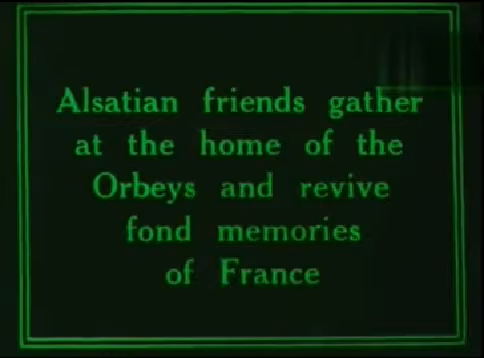 Alsatian friends gather
at the home of the
Orbeys and revive
fond memories
of France